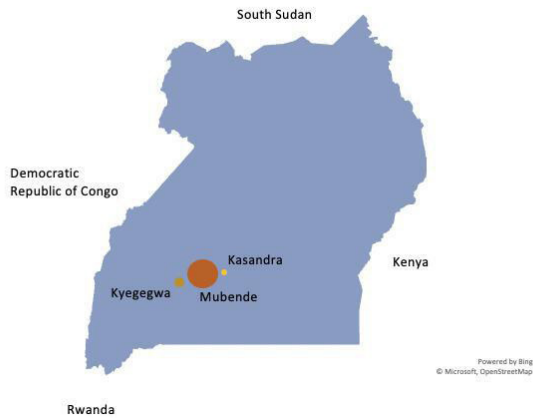 South Sudan
Democratic
Republic of Congo
Kasandra
Kenya
Kyegegwa
Mubende
Powered by Bing
© Microsoft, OpenStreetMap
Rwanda